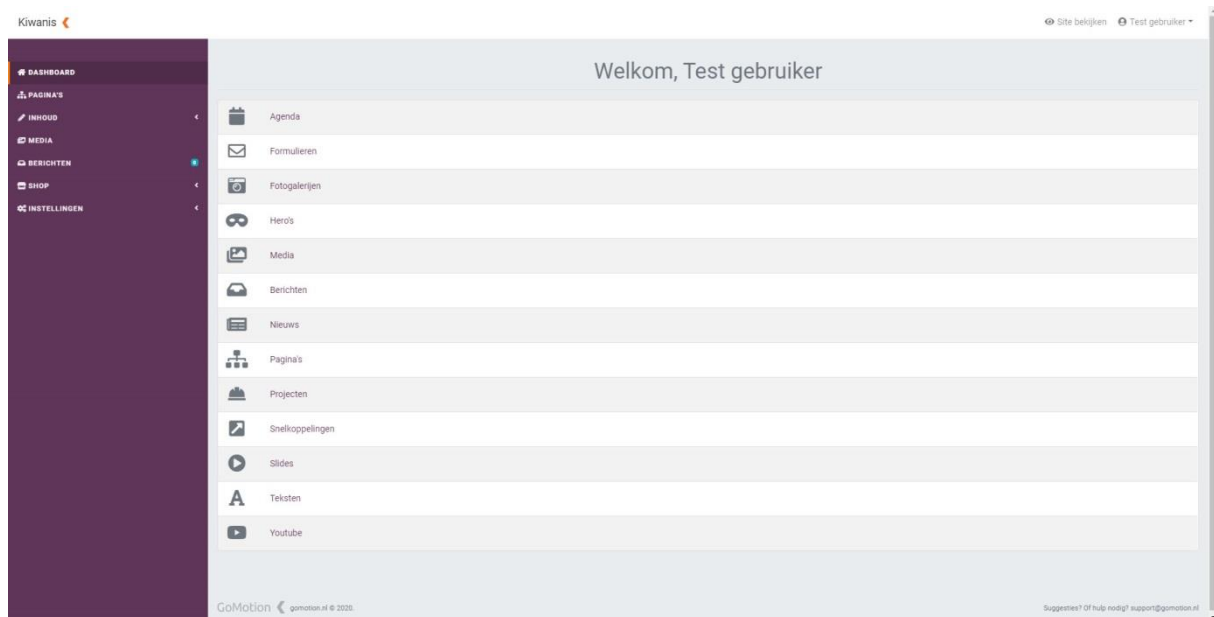 Kiwanis
Site bekijken
Test gebruiker
DASHBOARD
PAGINA'S
INHOUD
MEDIA
BERICHTEN
0
SHOP
INSTELLINGEN
Welkom, Test gebruiker
Agenda
Formulieren
Fotogalerijen
Hero's
Media
Berichten
Nieuws
Pagina's
Projecten
Snelkoppelingen
Slides
Teksten
Youtube
GoMotion gomotion.nl © 2020.
Suggesties? Of hulp nodig? support@gomotion.nl